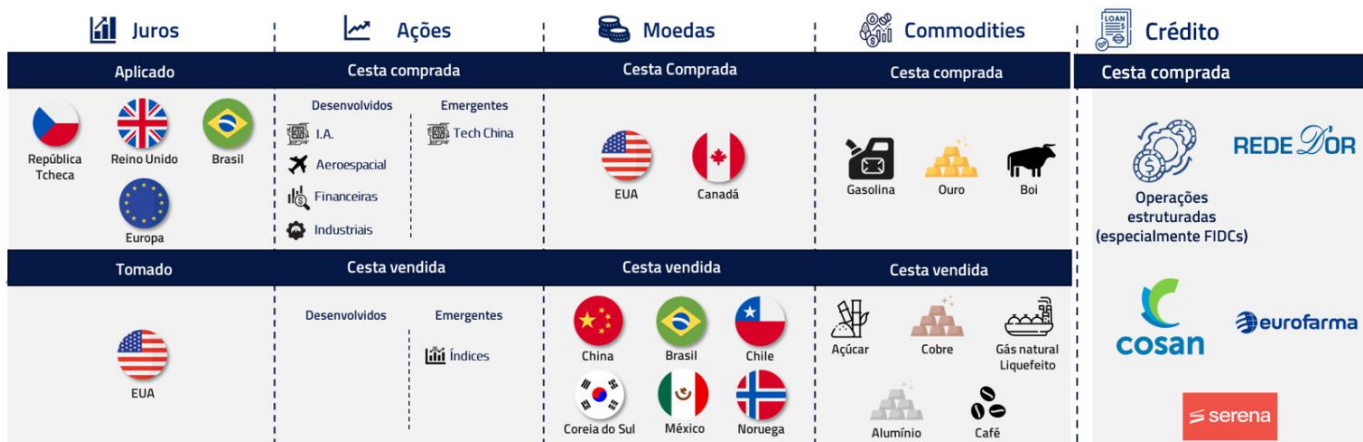 Juros
Ações
Moedas
Commodities
LOAN
Crédito
Aplicado
Cesta comprada
Cesta Comprada
Cesta comprada
Cesta comprada
República
Tcheca
Reino Unido
Brasil
Europa
Desenvolvidos
I.A.
Aeroespacial
Financeiras
Industriais
Emergentes
Tech China
EUA
Canadá
Gasolina
Ouro
Boi
Operações
estruturadas
(especialmente FIDCs)
REDE D'OR
Tomado
Cesta vendida
Cesta vendida
Cesta vendida
EUA
Desenvolvidos
Emergentes
Índices
China
Brasil
Chile
Coreia do Sul
México
Noruega
Açúcar
Cobre
Gás natural
Liquefeito
Alumínio
Café
cosan
eurofarma
serena